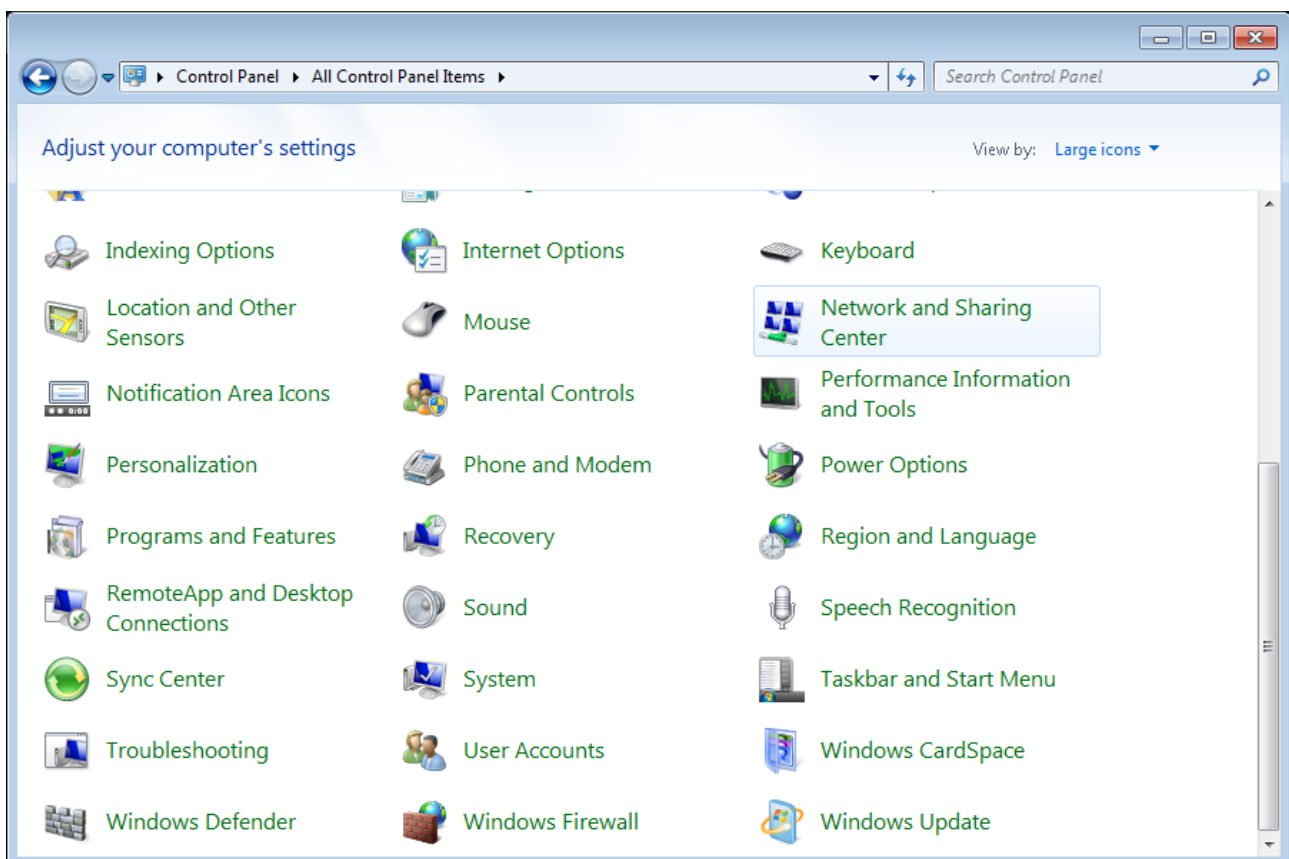 Control Panel All Control Panel Items Search Control Panel
Adjust your computer's settings View by: Large icons
Indexing Options Internet Options Keyboard
Location and Other Sensors Mouse Network and Sharing Center
Notification Area Icons Parental Controls Performance Information and Tools
Personalization Phone and Modem Power Options
Programs and Features Recovery Region and Language
RemoteApp and Desktop Connections Sound Speech Recognition
Sync Center System Taskbar and Start Menu
Troubleshooting User Accounts Windows CardSpace
Windows Defender Windows Firewall Windows Update